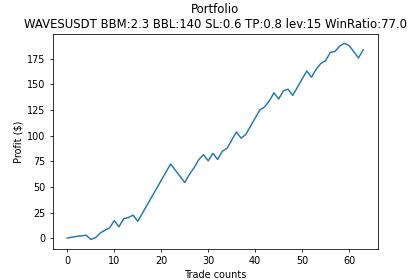 Portfolio
WAVESUSDT BBM:2.3 BBL:140 SL:0.6 TP:0.8 lev:15 WinRatio:77.0
175
150
125
100
75
50
25
0
Profit ($)
0 10 20 30 40 50 60
Trade counts